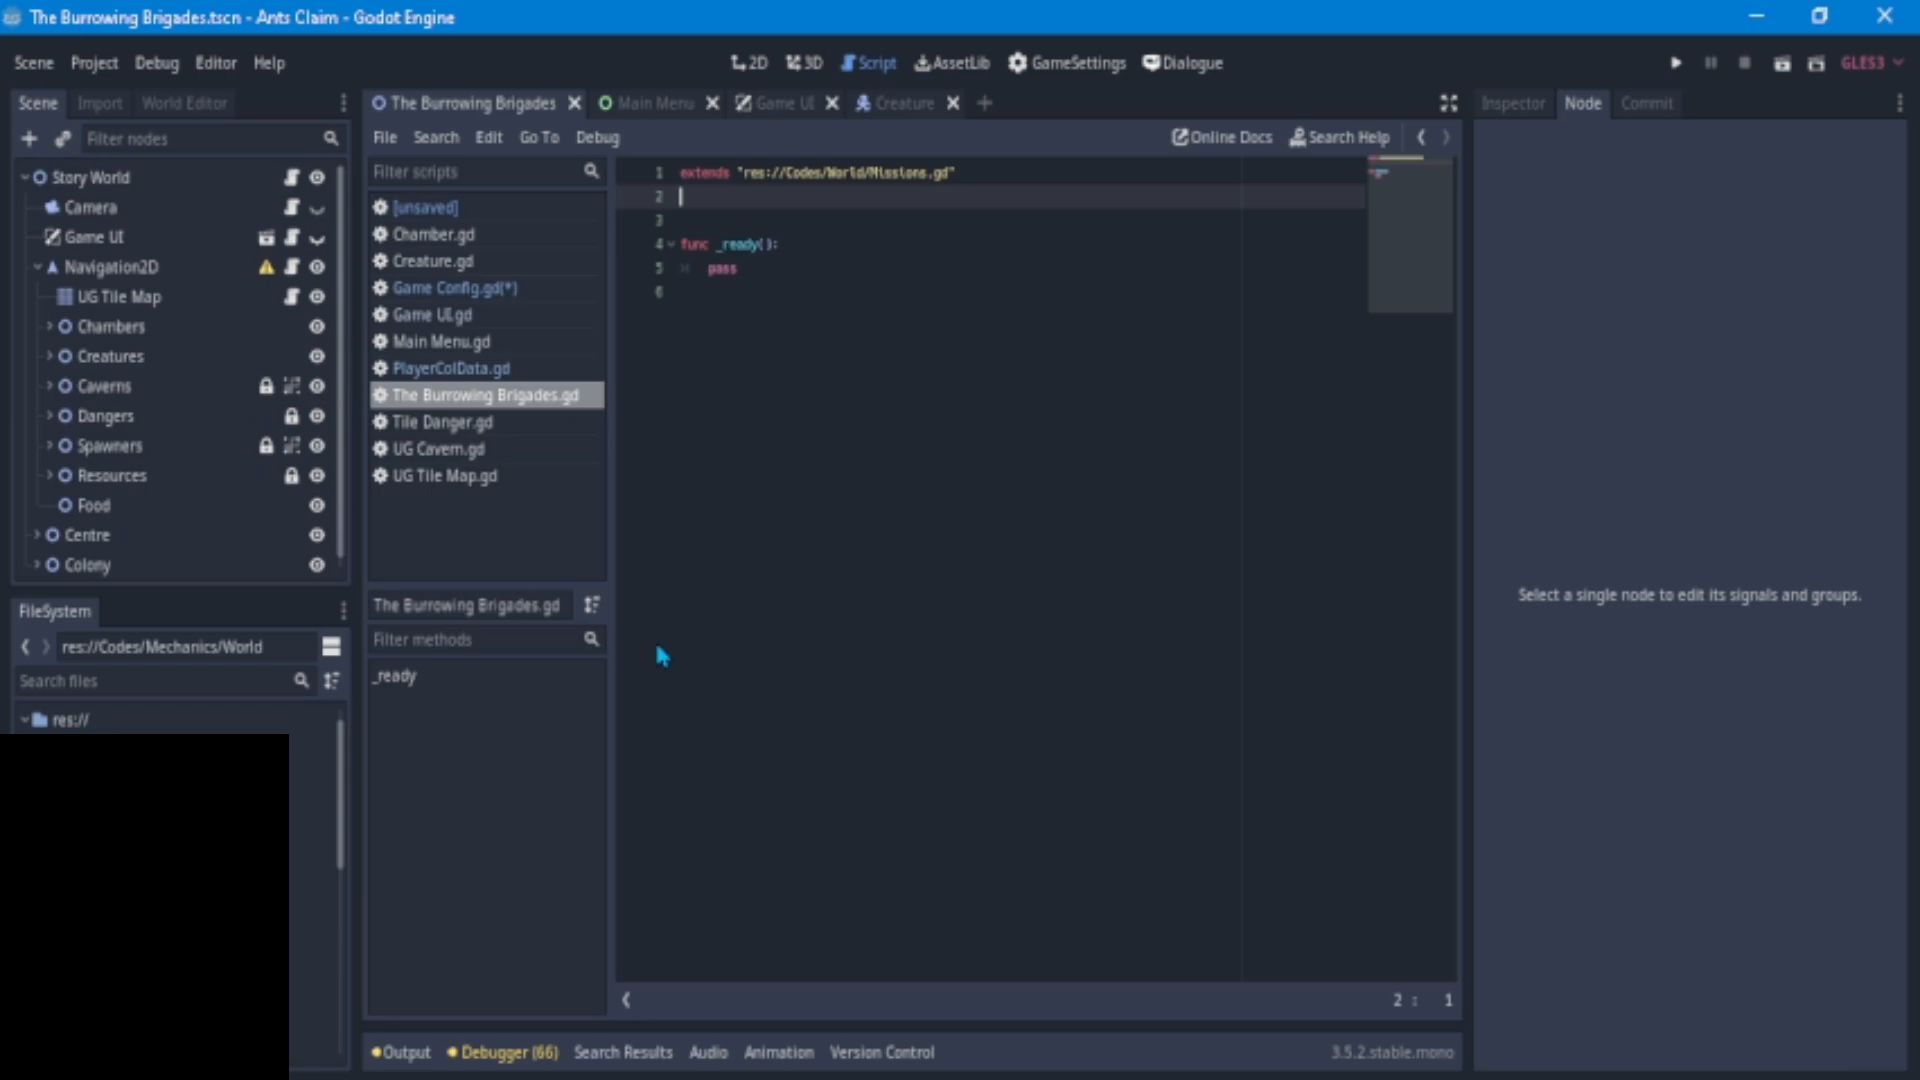 The Burrowing Brigades.tscn - Ants Claim - Godot Engine
Scene Project Debug Editor Help
2D 3D Script AssetLib GameSettings Dialogue
GLES3
Scene Import World Editor
The Burrowing Brigades Main Menu Game UI Creature
Inspector Node Commit
Filter nodes
File Search Edit Go To Debug
Online Docs Search Help
Story World
Camera
Game UI
Navigation2D
UG Tile Map
Chambers
Creatures
Caverns
Dangers
Spawners
Resources
Food
Centre
Colony
Filter scripts
[unsaved]
Chamber.gd
Creature.gd
Game Config.gd(*)
Game UI.gd
Main Menu.gd
PlayerColData.gd
The Burrowing Brigades.gd
Tile Danger.gd
UG Cavern.gd
UG Tile Map.gd
1 extends "res://Codes/World/Missions.gd"
2
3
4 func _ready():
5 pass
6
Select a single node to edit its signals and groups.
FileSystem
res://Codes/Mechanics/World
Search files
res://
The Burrowing Brigades.gd
Filter methods
_ready
2 : 1
Output Debugger (66) Search Results Audio Animation Version Control
3.5.2.stable.mono